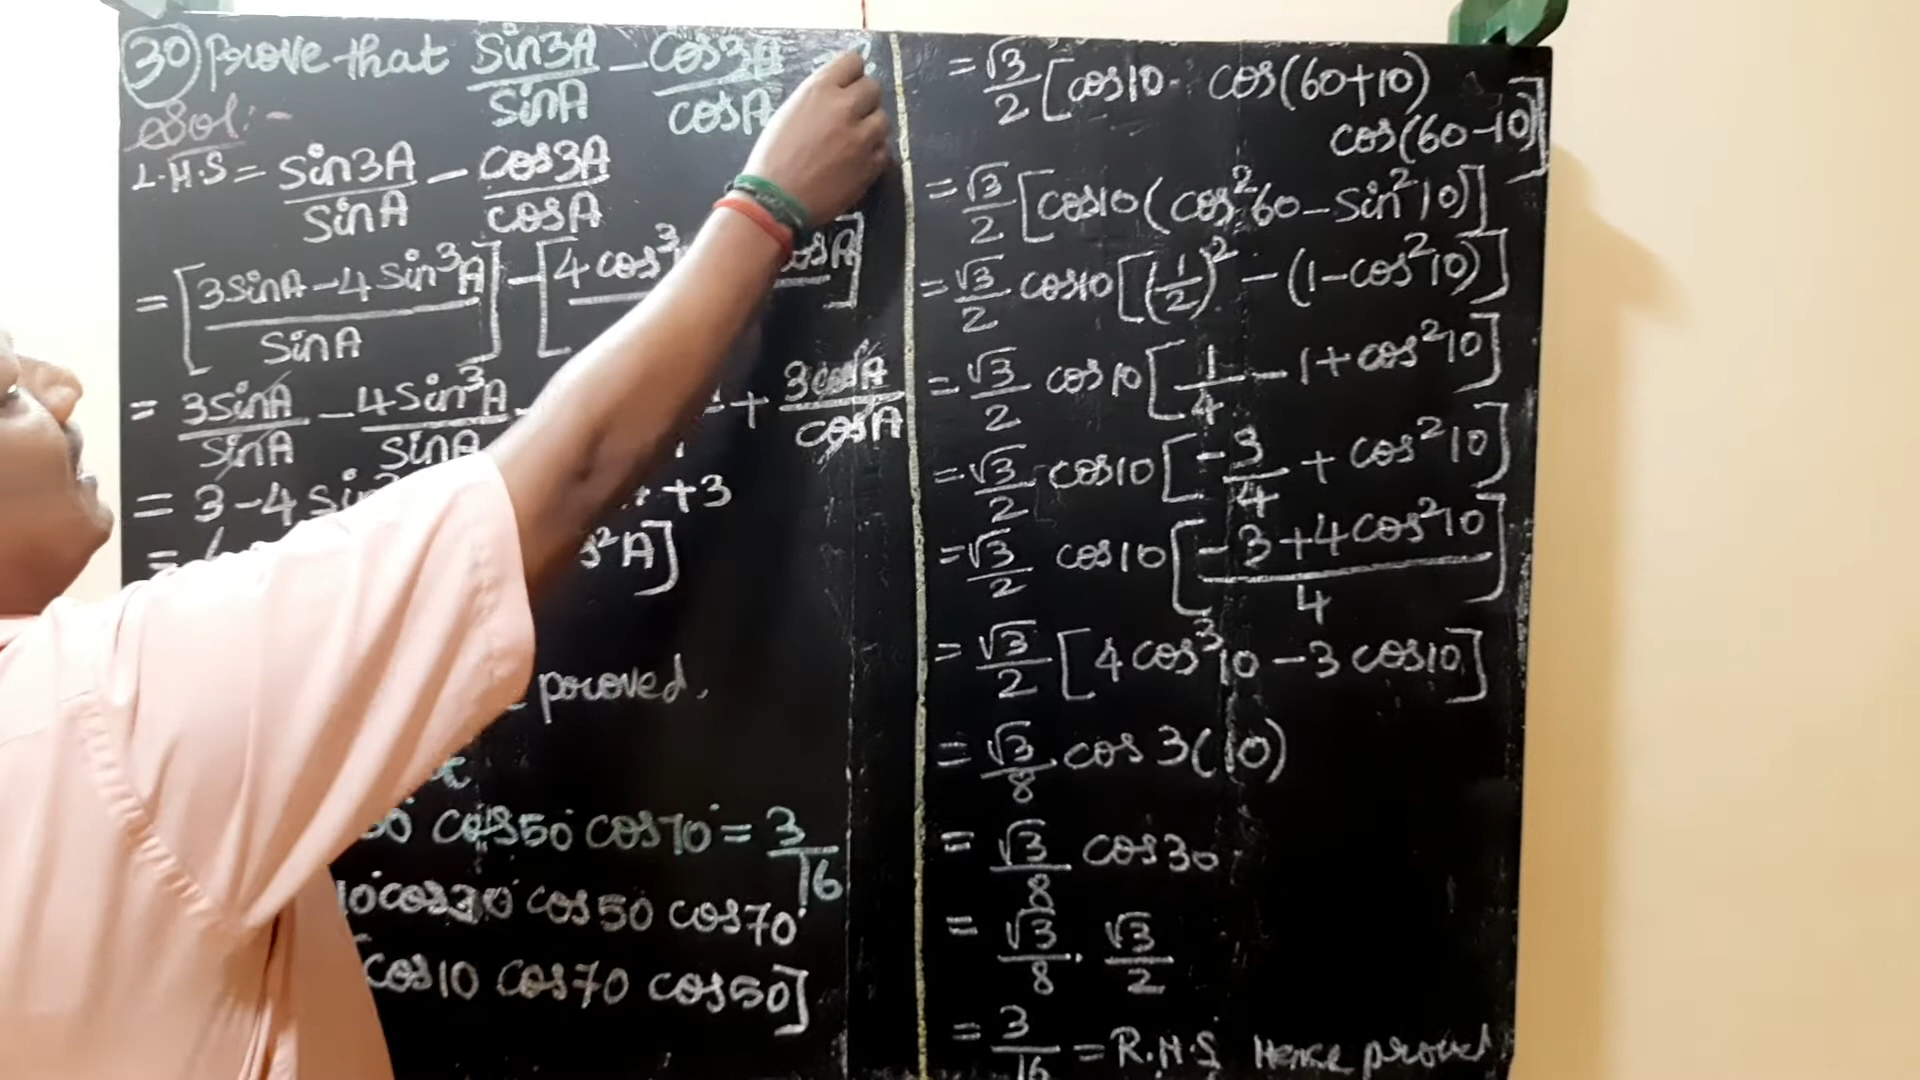 30 Prove that sin3A/sinA - cos3A/cosA =
Sol:-
L.H.S = sin3A/sinA - cos3A/cosA
= [3sinA - 4sin³A / sinA] - [4cos³ cosA]
= 3sinA/sinA - 4sin³A/sinA - + 3cosA/cosA
= 3 - 4 sin² + 3
= s²A]
proved.
cos50° cos70° = 3/16
10° cos30° cos50 cos70°
cos10 cos70 cos50]
= √3/2 [cos10. cos(60+10)
cos(60-10)]
= √3/2 [cos10 (cos²60 - sin²10)]
= √3/2 cos10 [(1/2)² - (1-cos²10)]
= √3/2 cos10 [1/4 - 1 + cos²10]
= √3/2 cos10 [-3/4 + cos²10]
= √3/2 cos10 [-3+4cos²10 / 4]
= √3/2 [4cos³10 - 3cos10]
= √3/8 . cos 3(10)
= √3/8 cos30
= √3/8 . √3/2
= 3/16 = R.H.S Hence proved